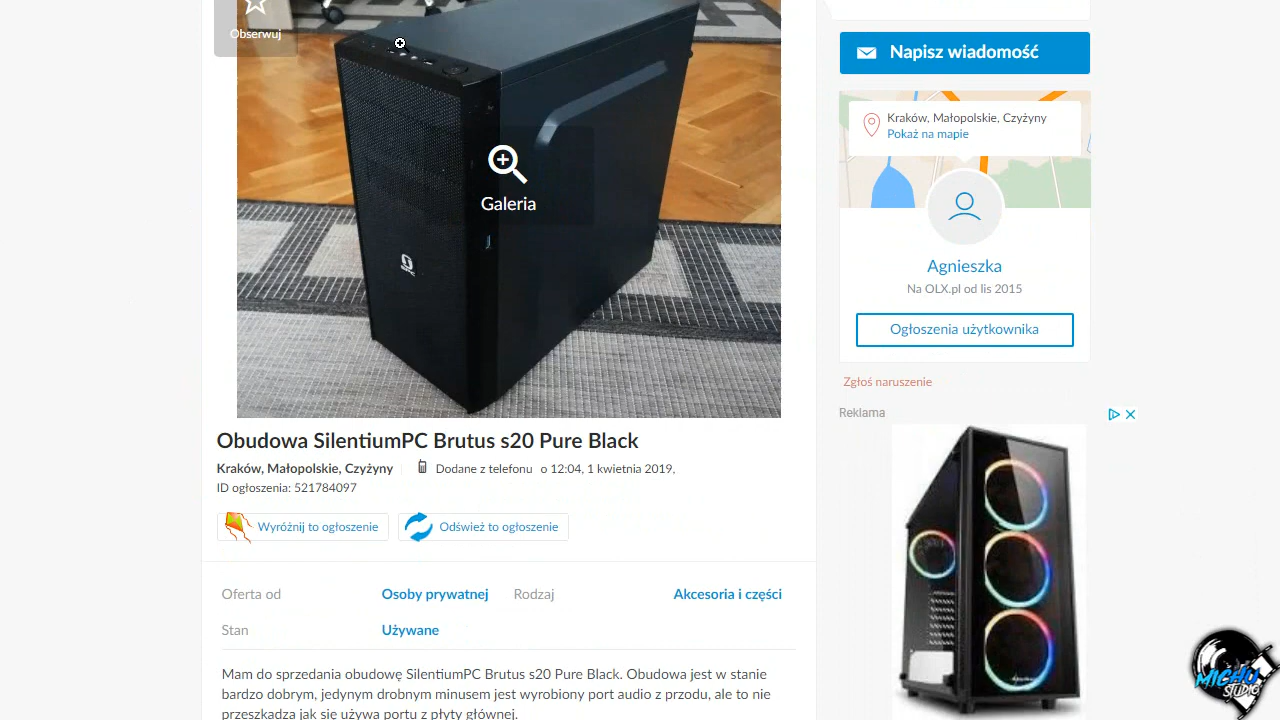 Obserwuj
Galeria
SPC
Obudowa SilentiumPC Brutus s20 Pure Black
Kraków, Małopolskie, Czyżyny Dodane z telefonu o 12:04, 1 kwietnia 2019,
ID ogłoszenia: 521784097
Wyróżnij to ogłoszenie Odśwież to ogłoszenie
Oferta od Osoby prywatnej Rodzaj Akcesoria i części
Stan Używane
Mam do sprzedania obudowę SilentiumPC Brutus s20 Pure Black. Obudowa jest w stanie
bardzo dobrym, jedynym drobnym minusem jest wyrobiony port audio z przodu, ale to nie
przeszkadza jak się używa portu z płyty głównej.
Napisz wiadomość
Kraków, Małopolskie, Czyżyny
Pokaż na mapie
Agnieszka
Na OLX.pl od lis 2015
Ogłoszenia użytkownika
Zgłoś naruszenie
Reklama
MICHU
STUDIO